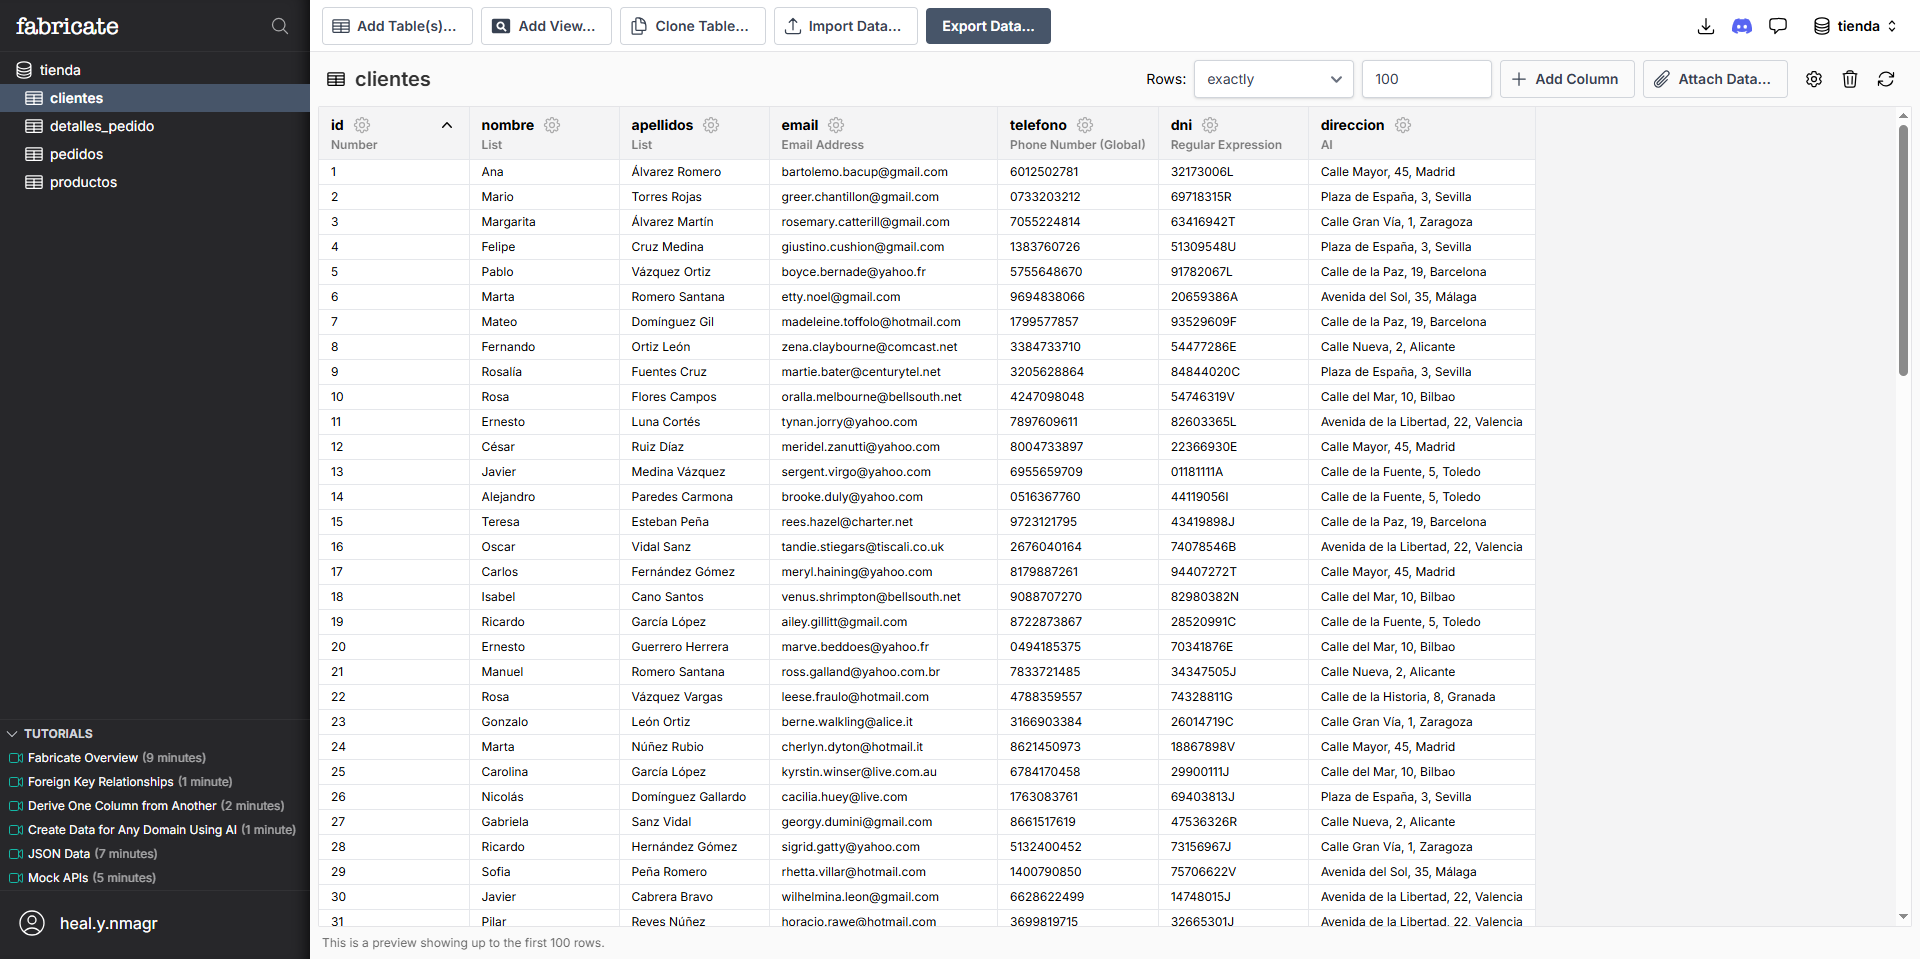 fabricate
Add Table(s)...
Add View...
Clone Table...
Import Data...
Export Data...
tienda
tienda
clientes
detalles_pedido
pedidos
productos
clientes
Rows:
exactly
100
Add Column
Attach Data...
id nombre apellidos email telefono dni direccion
Number List List Email Address Phone Number (Global) Regular Expression AI
1 Ana Álvarez Romero bartolemo.bacup@gmail.com 6012502781 32173006L Calle Mayor, 45, Madrid
2 Mario Torres Rojas greer.chantillon@gmail.com 0733203212 69718315R Plaza de España, 3, Sevilla
3 Margarita Álvarez Martín rosemary.catterill@gmail.com 7055224814 63416942T Calle Gran Vía, 1, Zaragoza
4 Felipe Cruz Medina giustino.cushion@gmail.com 1383760726 51309548U Plaza de España, 3, Sevilla
5 Pablo Vázquez Ortiz boyce.bernade@yahoo.fr 5755648670 91782067L Calle de la Paz, 19, Barcelona
6 Marta Romero Santana etty.noel@gmail.com 9694838066 20659386A Avenida del Sol, 35, Málaga
7 Mateo Domínguez Gil madeleine.toffolo@hotmail.com 1799577857 93529609F Calle de la Paz, 19, Barcelona
8 Fernando Ortiz León zena.claybourne@comcast.net 3384733710 54477286E Calle Nueva, 2, Alicante
9 Rosalía Fuentes Cruz martie.bater@centurytel.net 3205628864 84844020C Plaza de España, 3, Sevilla
10 Rosa Flores Campos oralla.melbourne@bellsouth.net 4247098048 54746319V Calle del Mar, 10, Bilbao
11 Ernesto Luna Cortés tynan.jorry@yahoo.com 7897609611 82603365L Avenida de la Libertad, 22, Valencia
12 César Ruiz Díaz meridel.zanutti@yahoo.com 8004733897 22366930E Calle Mayor, 45, Madrid
13 Javier Medina Vázquez sergent.virgo@yahoo.com 6955659709 01181111A Calle de la Fuente, 5, Toledo
14 Alejandro Paredes Carmona brooke.duly@yahoo.com 0516367760 44119056I Calle de la Fuente, 5, Toledo
15 Teresa Esteban Peña rees.hazel@charter.net 9723121795 43419898J Calle de la Paz, 19, Barcelona
16 Oscar Vidal Sanz tandie.stiegars@tiscali.co.uk 2676040164 74078546B Avenida de la Libertad, 22, Valencia
17 Carlos Fernández Gómez meryl.haining@yahoo.com 8179887261 94407272T Calle Mayor, 45, Madrid
18 Isabel Cano Santos venus.shrimpton@bellsouth.net 9088707270 82980382N Calle del Mar, 10, Bilbao
19 Ricardo García López ailey.gillitt@gmail.com 8722873867 28520991C Calle de la Fuente, 5, Toledo
20 Ernesto Guerrero Herrera marve.beddoes@yahoo.fr 0494185375 70341876E Calle del Mar, 10, Bilbao
21 Manuel Romero Santana ross.galland@yahoo.com.br 7833721485 34347505J Calle Nueva, 2, Alicante
22 Rosa Vázquez Vargas leese.fraulo@hotmail.com 4788359557 74328811G Calle de la Historia, 8, Granada
23 Gonzalo León Ortiz berne.walkling@alice.it 3166903384 26014719C Calle Gran Vía, 1, Zaragoza
24 Marta Núñez Rubio cherlyn.dyton@hotmail.it 8621450973 18867898V Calle Mayor, 45, Madrid
25 Carolina García López kyrstin.winser@live.com.au 6784170458 29900111J Calle del Mar, 10, Bilbao
26 Nicolás Domínguez Gallardo cacilia.huey@live.com 1763083761 69403813J Plaza de España, 3, Sevilla
27 Gabriela Sanz Vidal georgy.dumini@gmail.com 8661517619 47536326R Calle Nueva, 2, Alicante
28 Ricardo Hernández Gómez sigrid.gatty@yahoo.com 5132400452 73156967J Calle Gran Vía, 1, Zaragoza
29 Sofia Peña Romero rhetta.villar@hotmail.com 1400790850 75706622V Avenida del Sol, 35, Málaga
30 Javier Cabrera Bravo wilhelmina.leon@gmail.com 6628622499 14748015J Avenida de la Libertad, 22, Valencia
31 Pilar Reyes Núñez horacio.rawe@hotmail.com 3699819715 32665301J Avenida de la Libertad, 22, Valencia
This is a preview showing up to the first 100 rows.
TUTORIALS
Fabricate Overview (9 minutes)
Foreign Key Relationships (1 minute)
Derive One Column from Another (2 minutes)
Create Data for Any Domain Using AI (1 minute)
JSON Data (7 minutes)
Mock APIs (5 minutes)
heal.y.nmagr